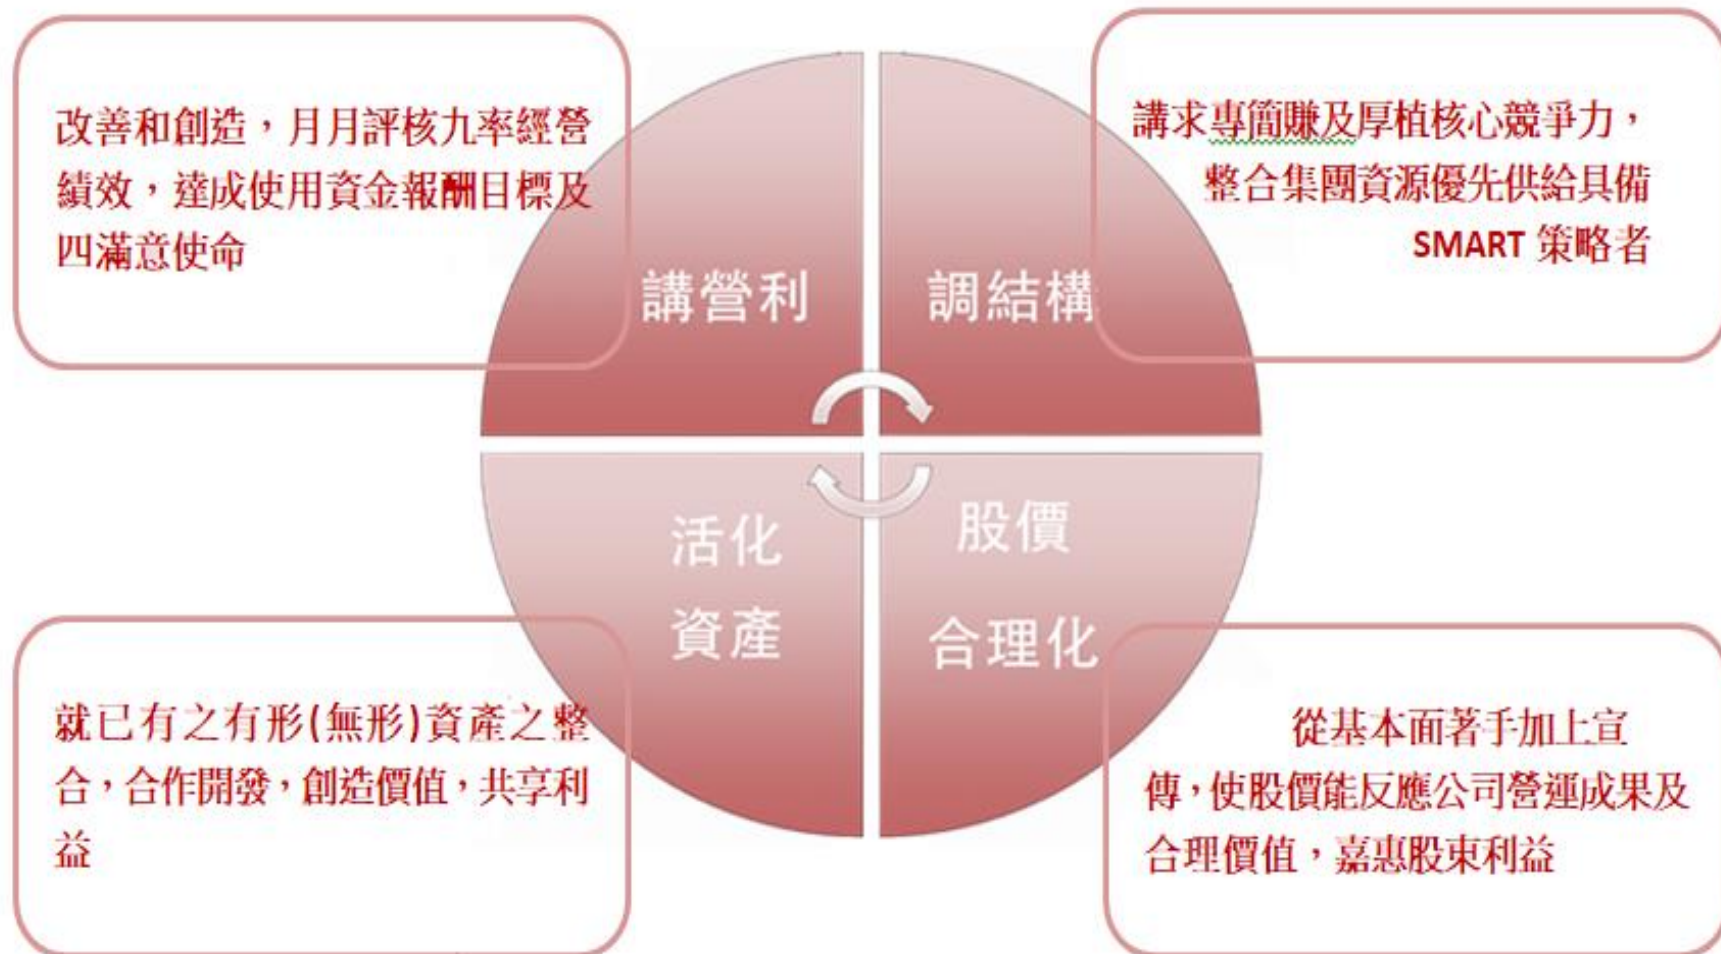 改善和創造，月月評核九率經營
績效，達成使用資金報酬目標及
四滿意使命
講營利
調結構
講求專簡賺及厚植核心競爭力，
整合集團資源優先供給具備
SMART 策略者
活化
資產
股價
合理化
就已有之有形(無形)資產之整
合，合作開發，創造價值，共享利
益
從基本面著手加上宣
傳，使股價能反應公司營運成果及
合理價值，嘉惠股東利益